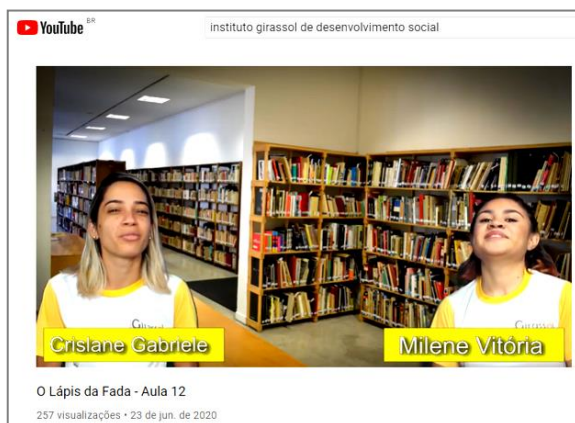 YouTube BR
instituto girassol de desenvolvimento social
Crislane Gabriele
Milene Vitória
O Lápis da Fada - Aula 12
257 visualizações • 23 de jun. de 2020